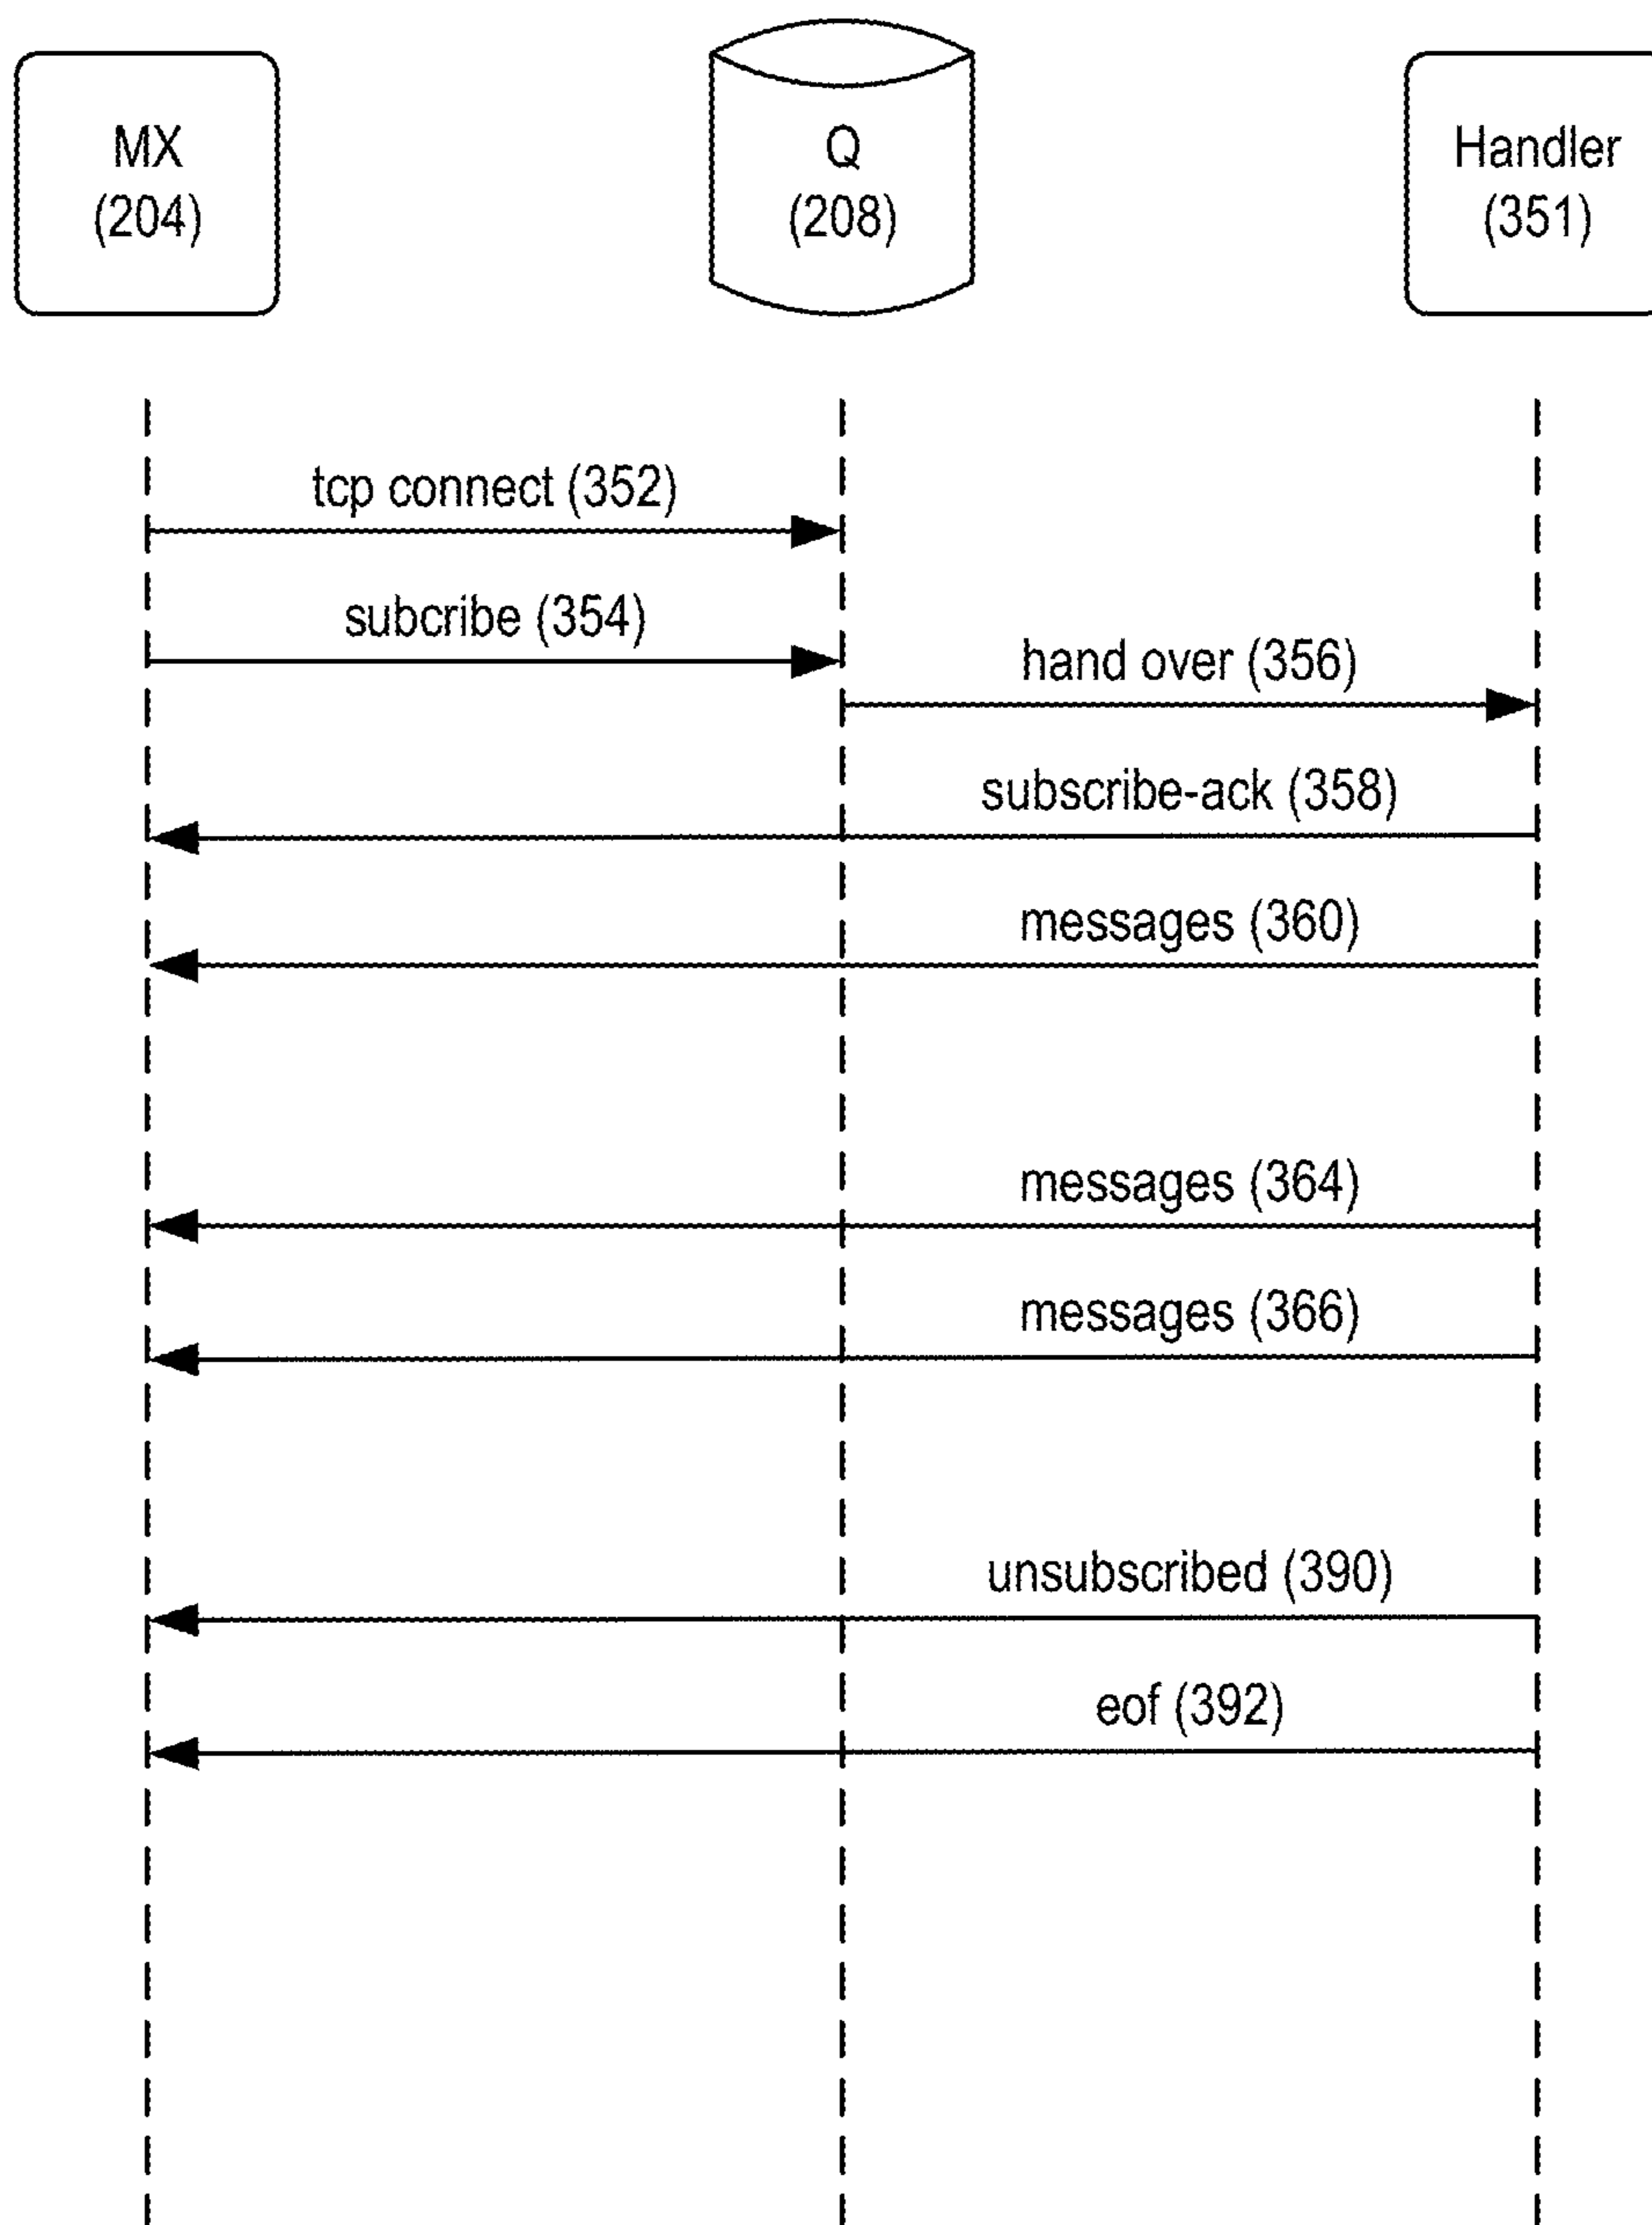 MX
(204)
Q
(208)
Handler
(351)
tcp connect (352)
subcribe (354)
hand over (356)
subscribe-ack (358)
messages (360)
messages (364)
messages (366)
unsubscribed (390)
eof (392)